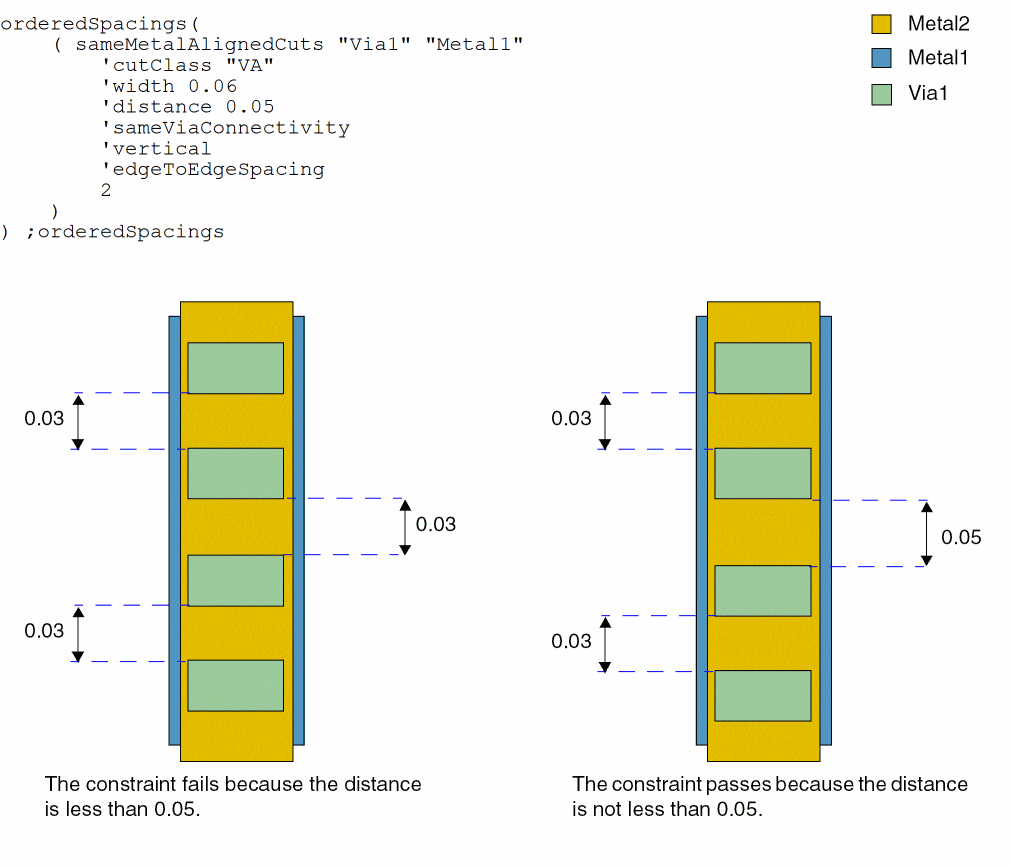 orderedSpacings(
( sameMetalAlignedCuts "Via1" "Metal1"
'cutClass "VA"
'width 0.06
'distance 0.05
'sameViaConnectivity
'vertical
'edgeToEdgeSpacing
2
)
) ;orderedSpacings
Metal2
Metal1
Via1
0.03
0.03
0.03
The constraint fails because the distance
is less than 0.05.
0.03
0.05
0.03
The constraint passes because the distance
is not less than 0.05.